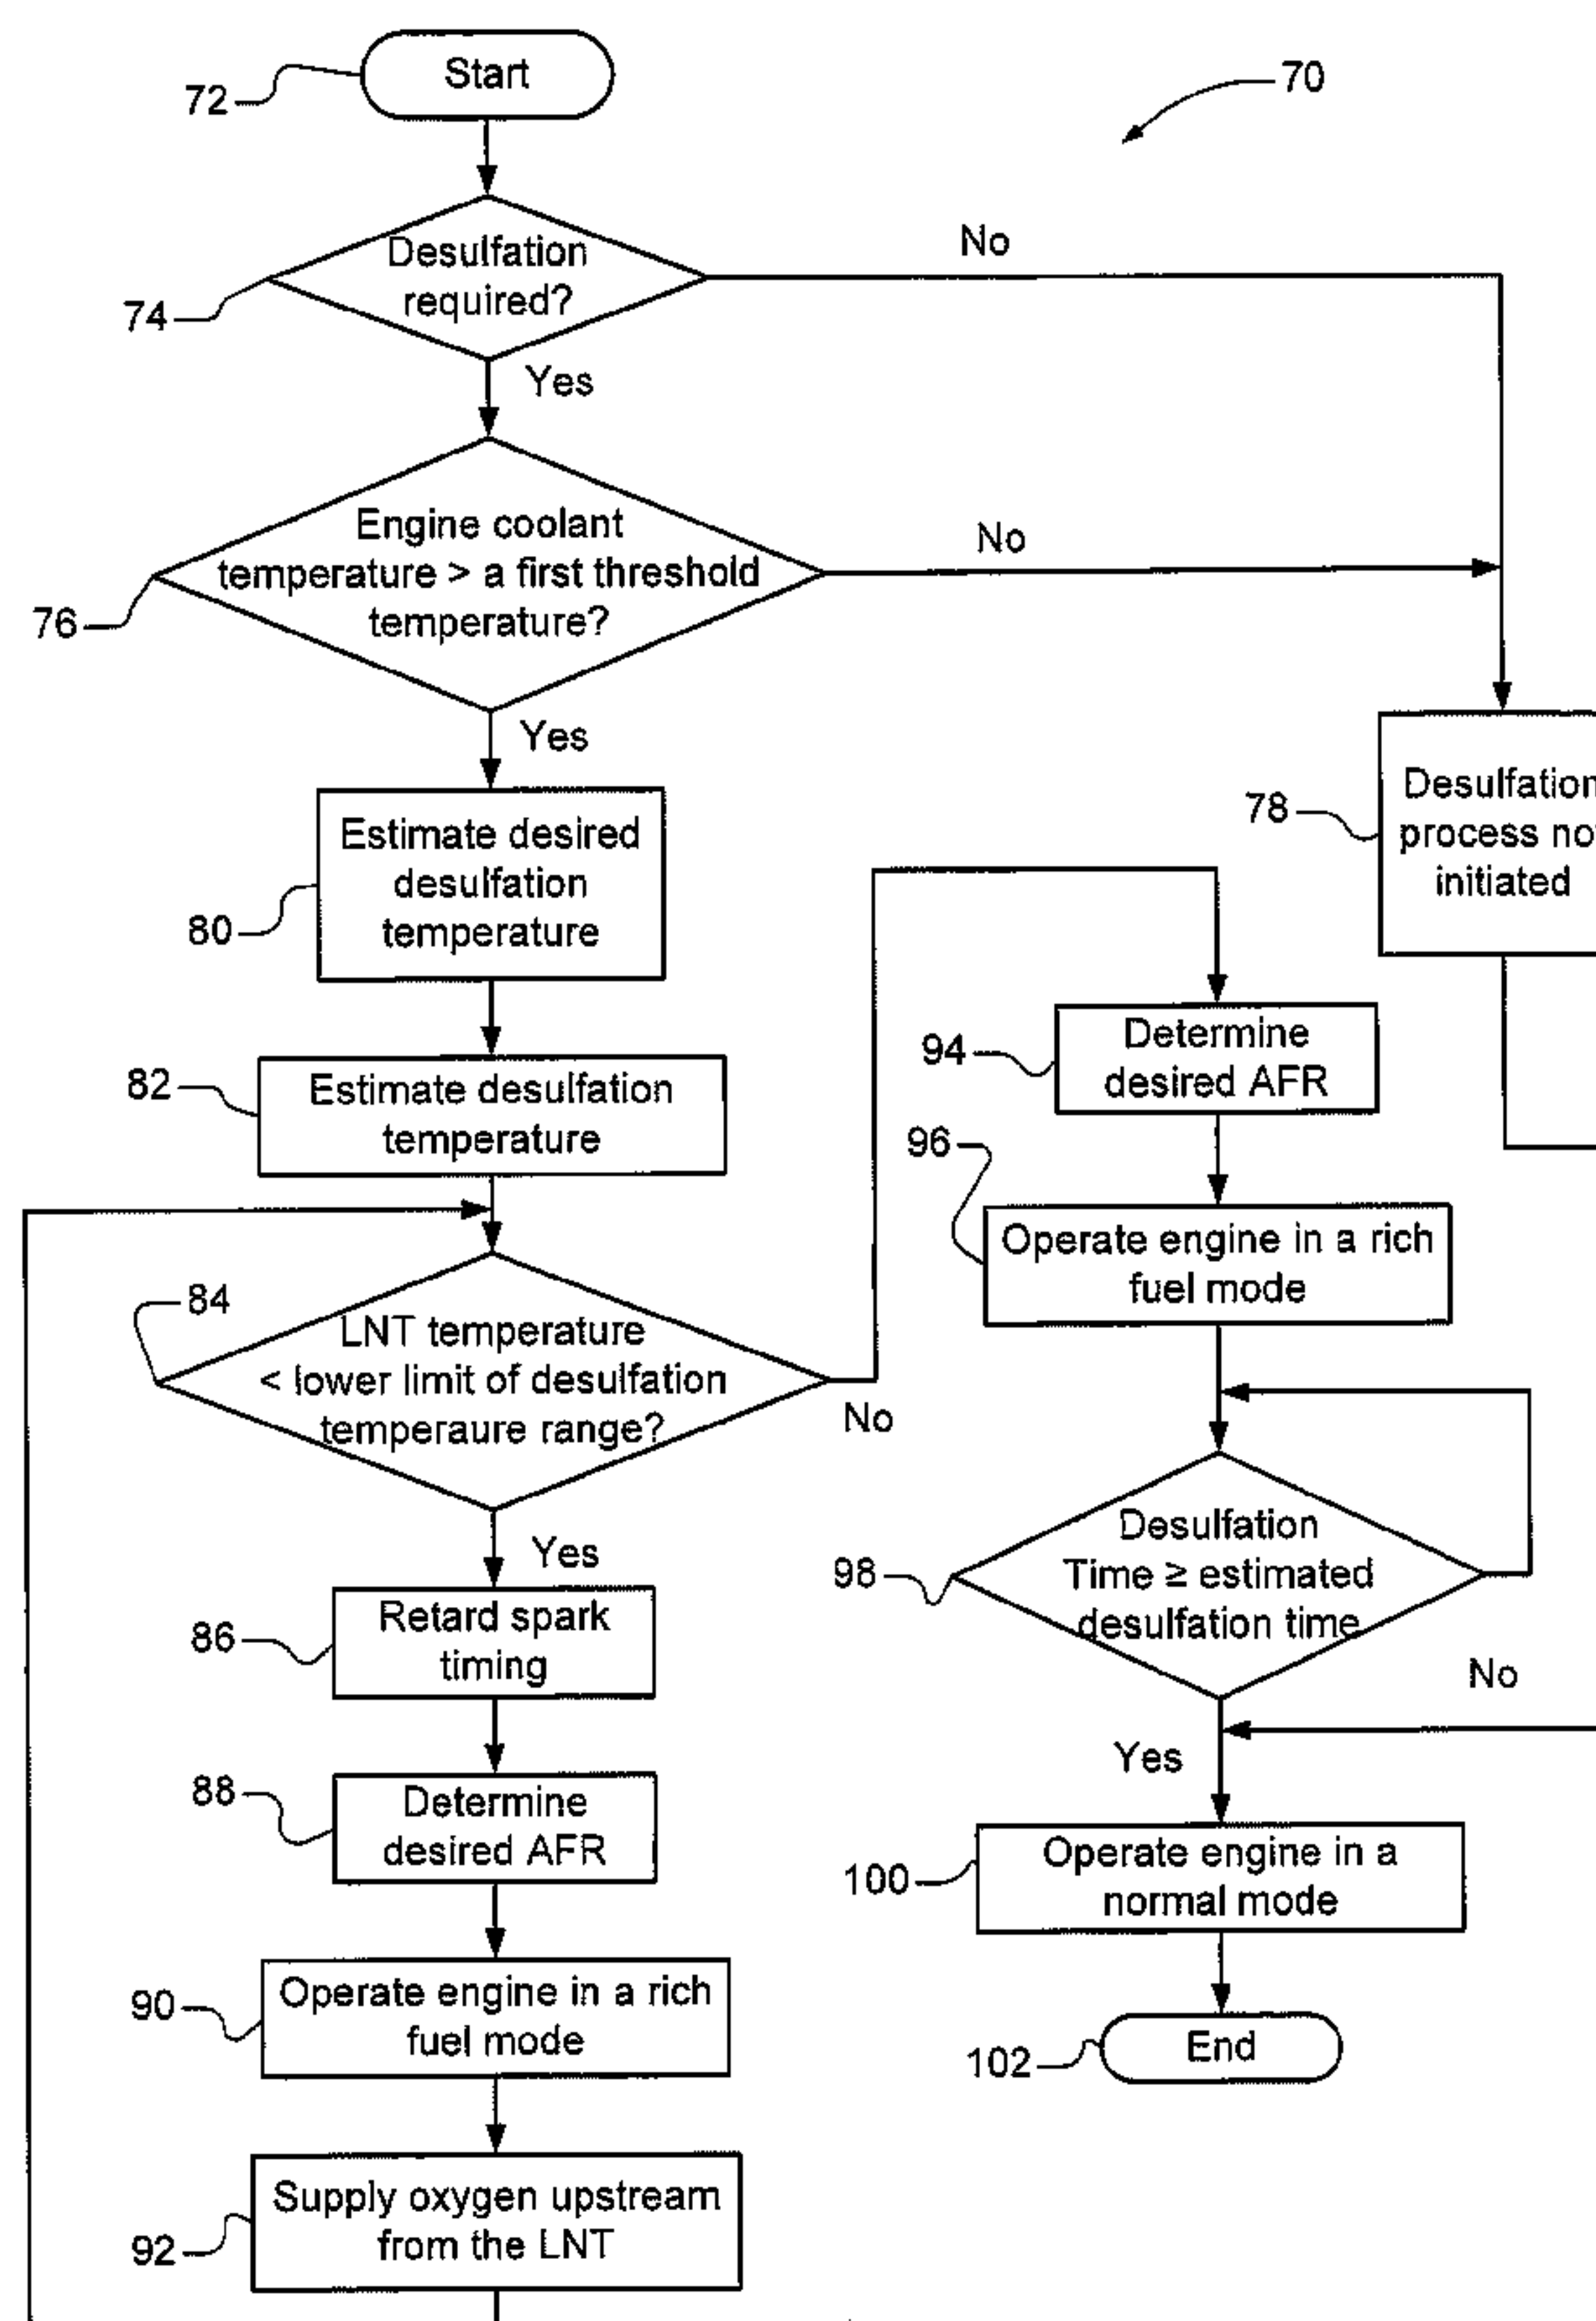 72
Start
70
Desulfation
required?
74
No
Yes
Engine coolant
temperature > a first threshold
temperature?
76
No
Yes
Estimate desired
desulfation
temperature
80
78
Desulfation
process
initiated
82
Estimate desulfation
temperature
94
Determine
desired AFR
96
Operate engine in a rich
fuel mode
84
LNT temperature
< lower limit of desulfation
temperaure range?
No
Yes
98
Desulfation
Time ≥ estimated
desulfation time
No
Yes
86
Retard spark
timing
88
Determine
desired AFR
100
Operate engine in a
normal mode
90
Operate engine in a rich
fuel mode
102
End
92
Supply oxygen upstream
from the LNT